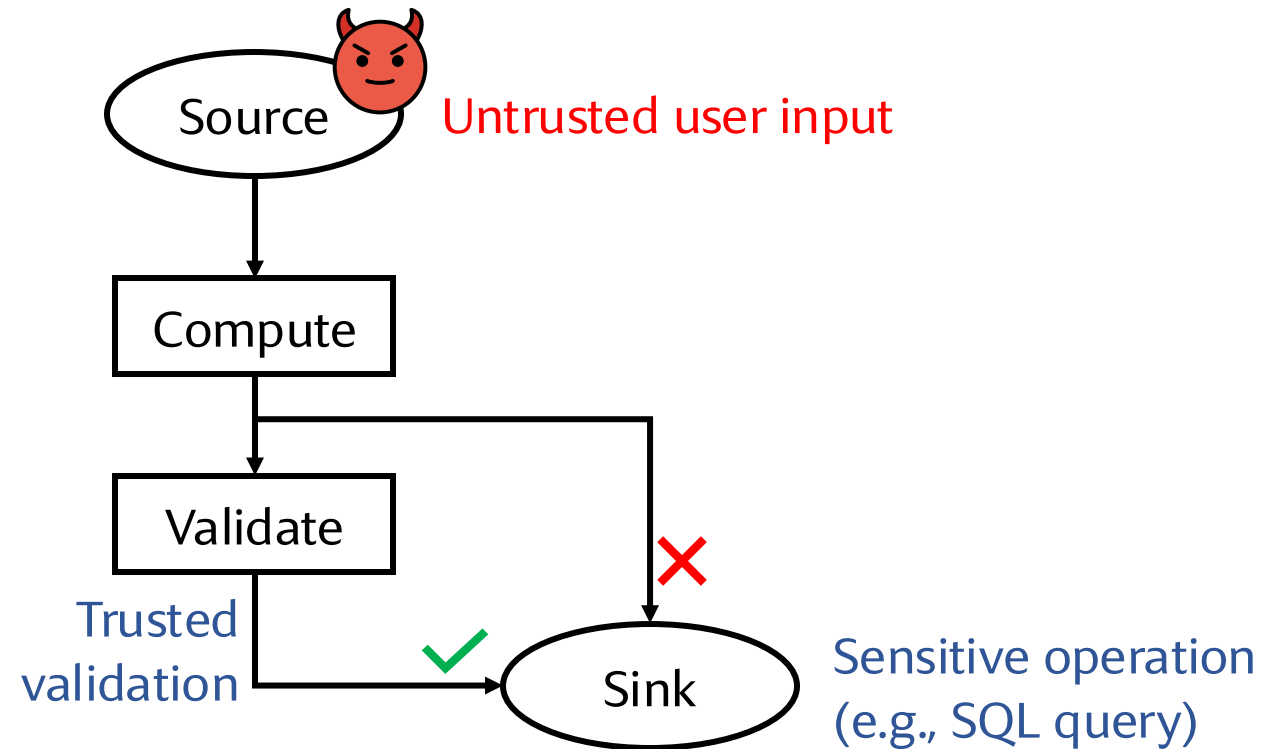 Source
Untrusted user input
Compute
Validate
Trusted
validation
Sink
Sensitive operation
(e.g., SQL query)